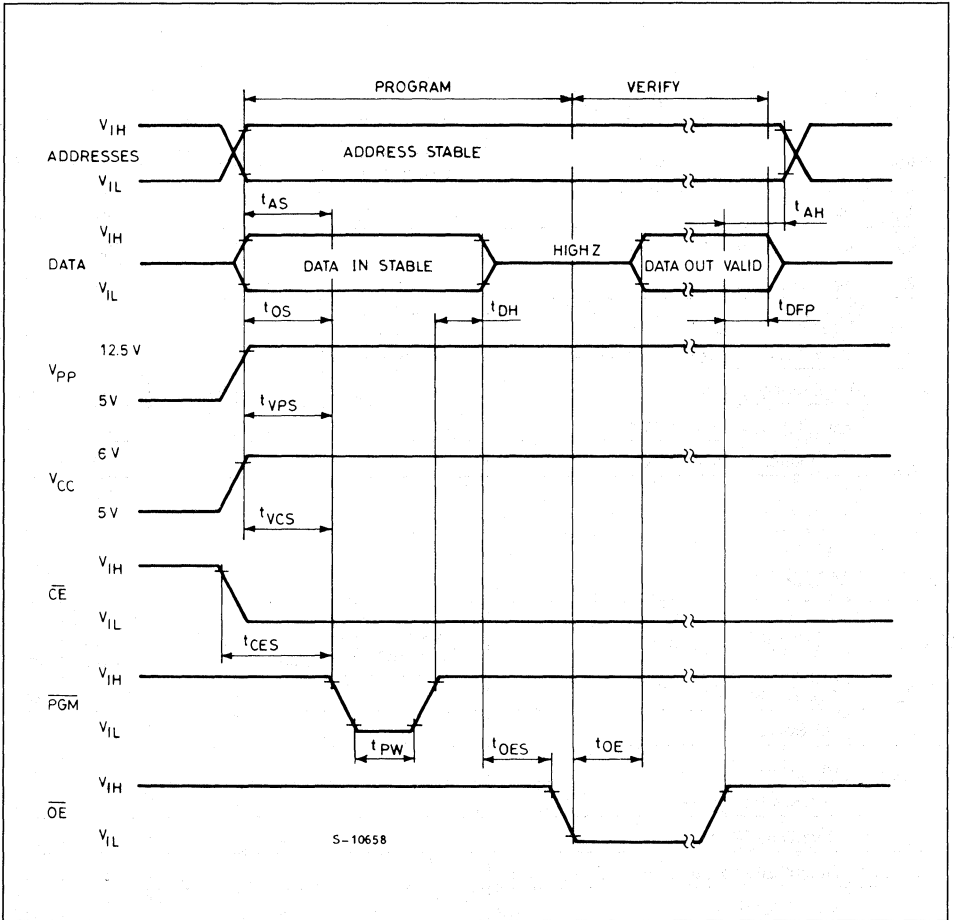 PROGRAM VERIFY
VIH
ADDRESSES ADDRESS STABLE
VIL
tAS
tAH
VIH
DATA DATA IN STABLE HIGH Z DATA OUT VALID
VIL
tOS tDH tDFP
12.5 V
VPP
5V
tVPS
6 V
VCC
5V
tVCS
VIH
CE
VIL
tCES
VIH
PGM
VIL
tPW tOES tOE
VIH
OE
VIL
S-10658